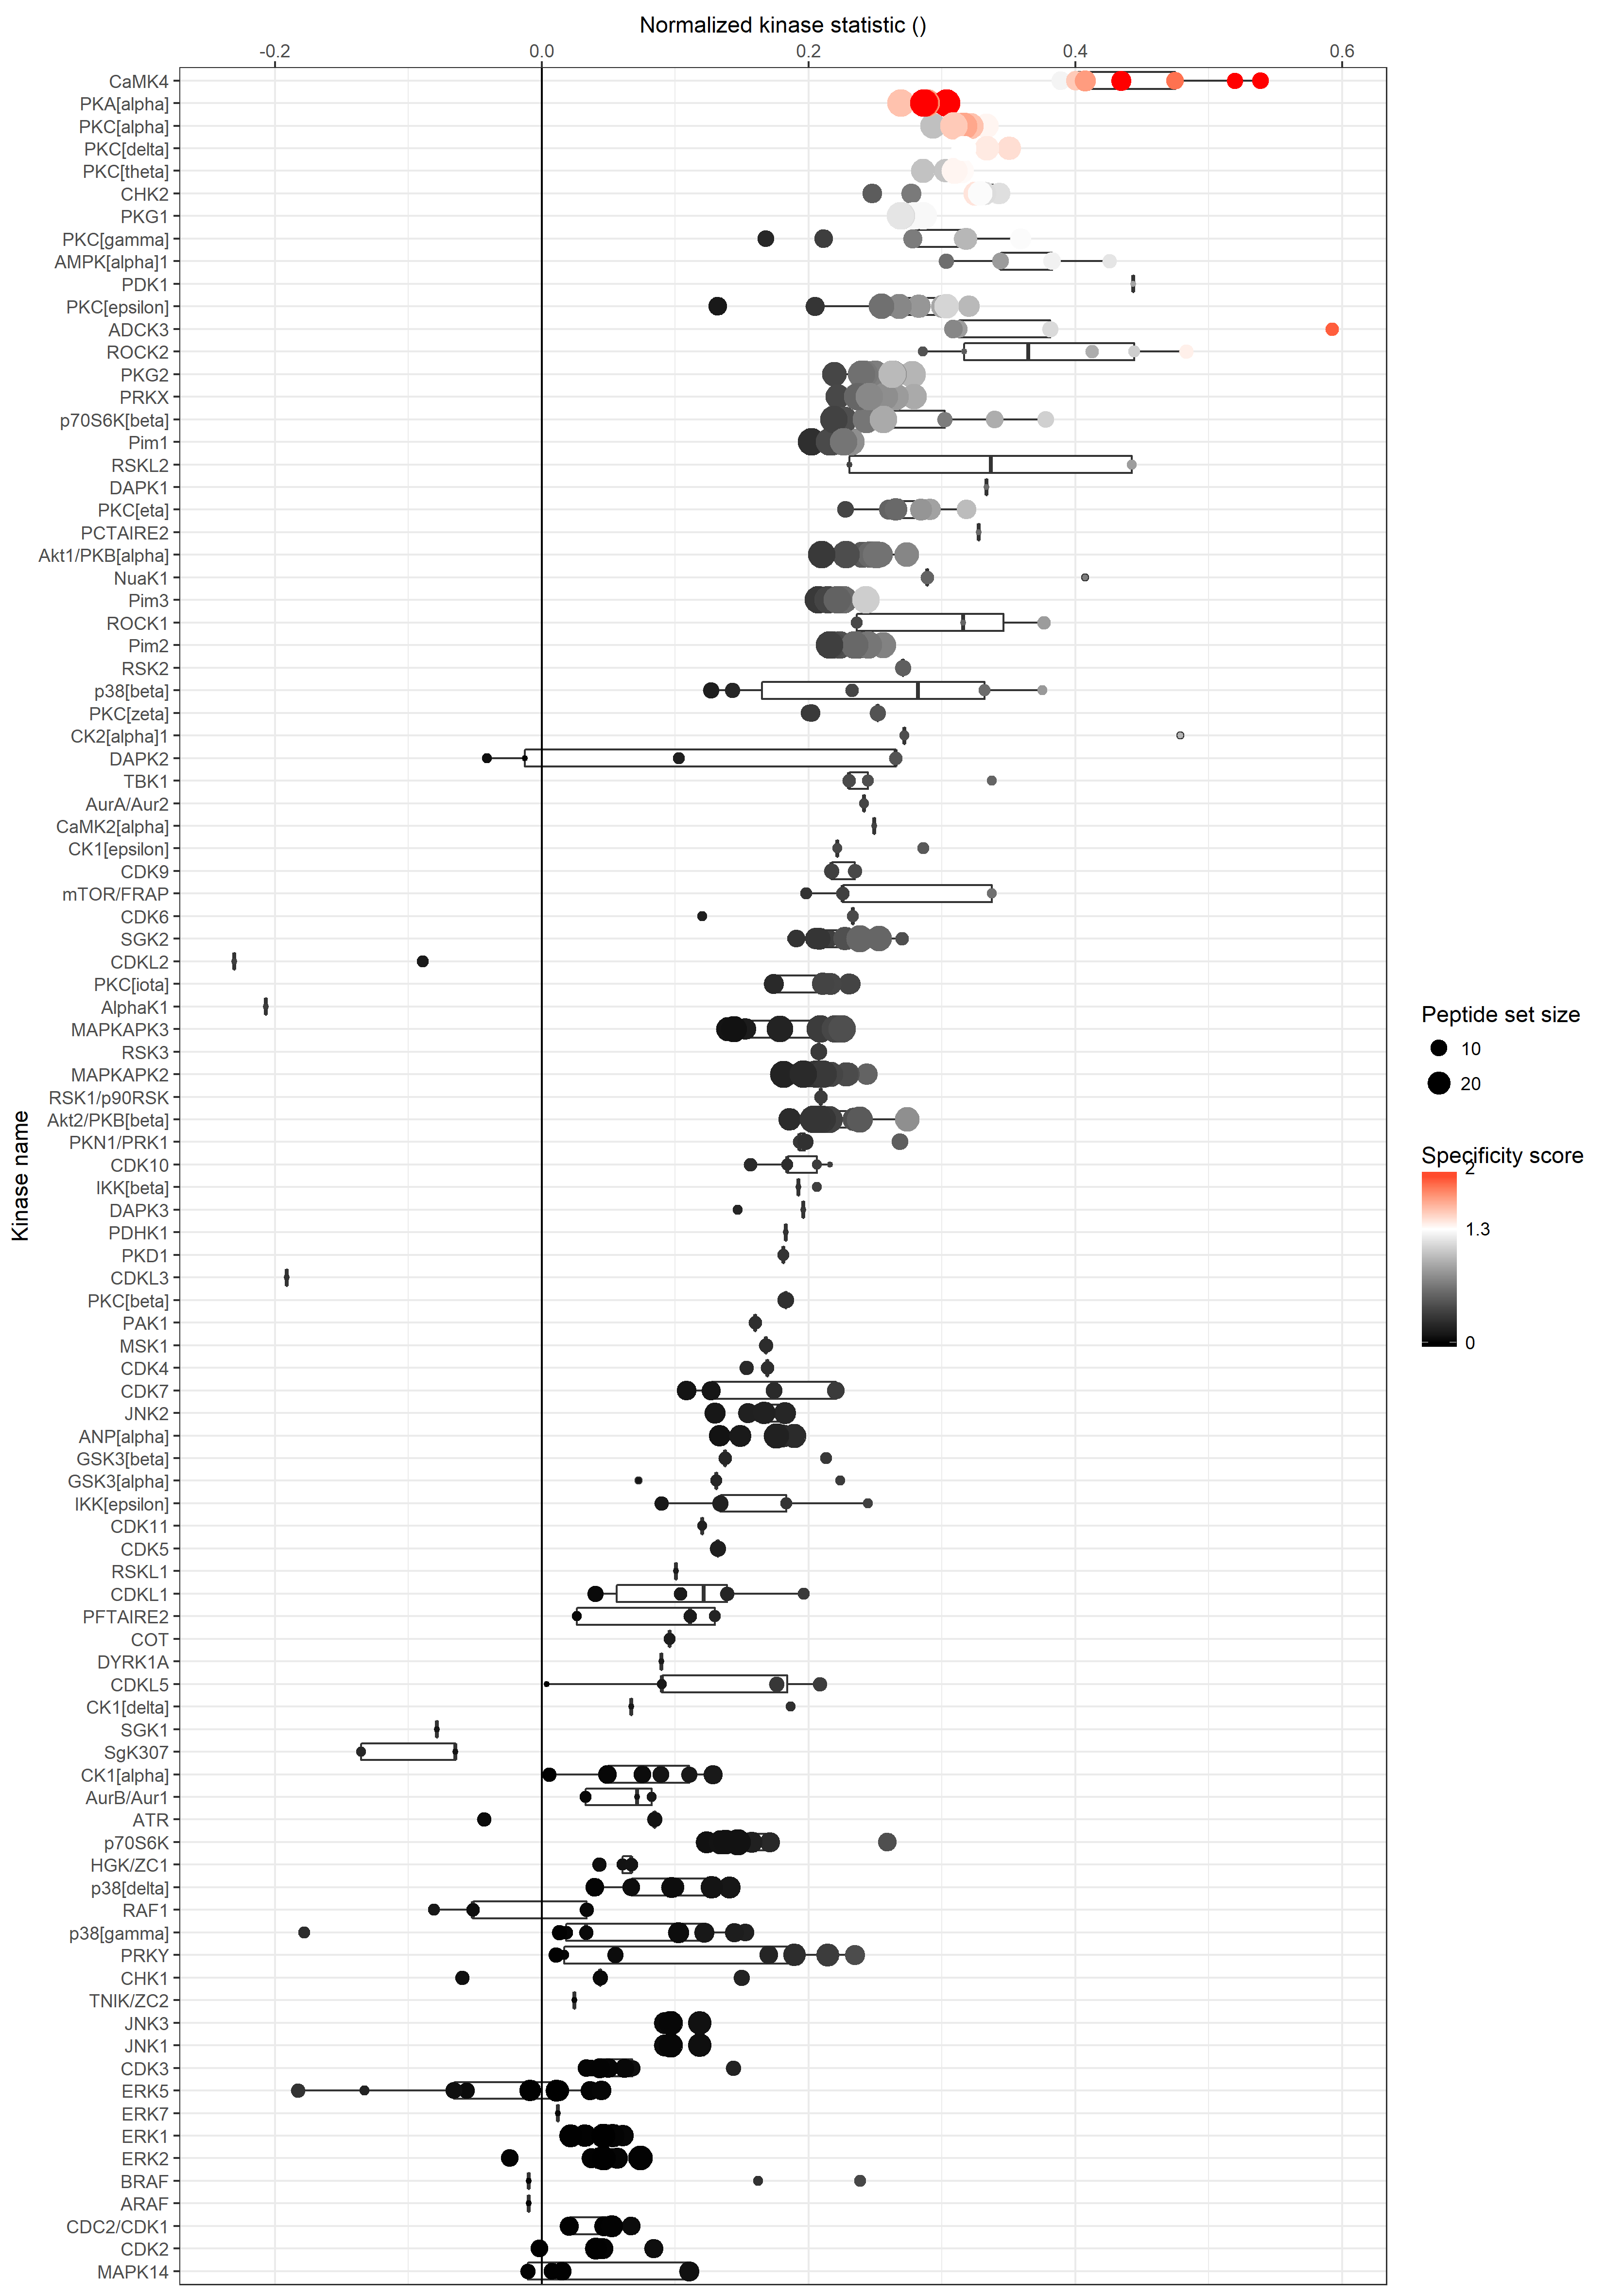 Normalized kinase statistic ()
-0.2 0.0 0.2 0.4 0.6
CaMK4
PKA[alpha]
PKC[alpha]
PKC[delta]
PKC[theta]
CHK2
PKG1
PKC[gamma]
AMPK[alpha]1
PDK1
PKC[epsilon]
ADCK3
ROCK2
PKG2
PRKX
p70S6K[beta]
Pim1
RSKL2
DAPK1
PKC[eta]
PCTAIRE2
Akt1/PKB[alpha]
NuaK1
Pim3
ROCK1
Pim2
RSK2
p38[beta]
PKC[zeta]
CK2[alpha]1
DAPK2
TBK1
AurA/Aur2
CaMK2[alpha]
CK1[epsilon]
CDK9
mTOR/FRAP
CDK6
SGK2
CDKL2
PKC[iota]
AlphaK1
MAPKAPK3
RSK3
MAPKAPK2
RSK1/p90RSK
Akt2/PKB[beta]
PKN1/PRK1
CDK10
IKK[beta]
DAPK3
PDHK1
PKD1
CDKL3
PKC[beta]
PAK1
MSK1
CDK4
CDK7
JNK2
ANP[alpha]
GSK3[beta]
GSK3[alpha]
IKK[epsilon]
CDK11
CDK5
RSKL1
CDKL1
PFTAIRE2
COT
DYRK1A
CDKL5
CK1[delta]
SGK1
SgK307
CK1[alpha]
AurB/Aur1
ATR
p70S6K
HGK/ZC1
p38[delta]
RAF1
p38[gamma]
PRKY
CHK1
TNIK/ZC2
JNK3
JNK1
CDK3
ERK5
ERK7
ERK1
ERK2
BRAF
ARAF
CDC2/CDK1
CDK2
MAPK14
Kinase name
Peptide set size
10
20
Specificity score
2
1.3
0